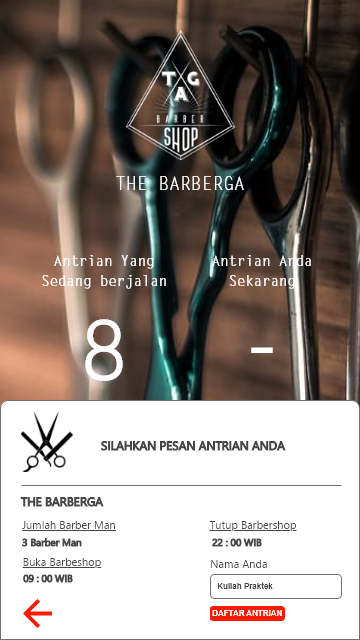 TAG
BARBER
SHOP
THE BARBERGA
Antrian Yang
Sedang berjalan
Antrian Anda
Sekarang
8
-
SILAHKAN PESAN ANTRIAN ANDA
THE BARBERGA
Jumlah Barber Man
3 Barber Man
Tutup Barbershop
22 : 00 WIB
Buka Barbeshop
09 : 00 WIB
Nama Anda
Kuliah Praktek
DAFTAR ANTRIAN